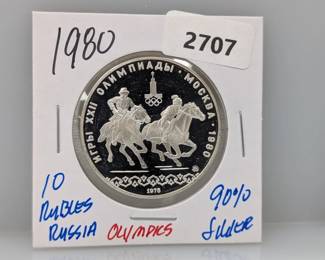 1980
2707
ИГРЫ XXII ОЛИМПИАДЫ • МОСКВА • 1980
1978
10
RUBLES
RUSSIA OLYMPICS
90%
SILVER